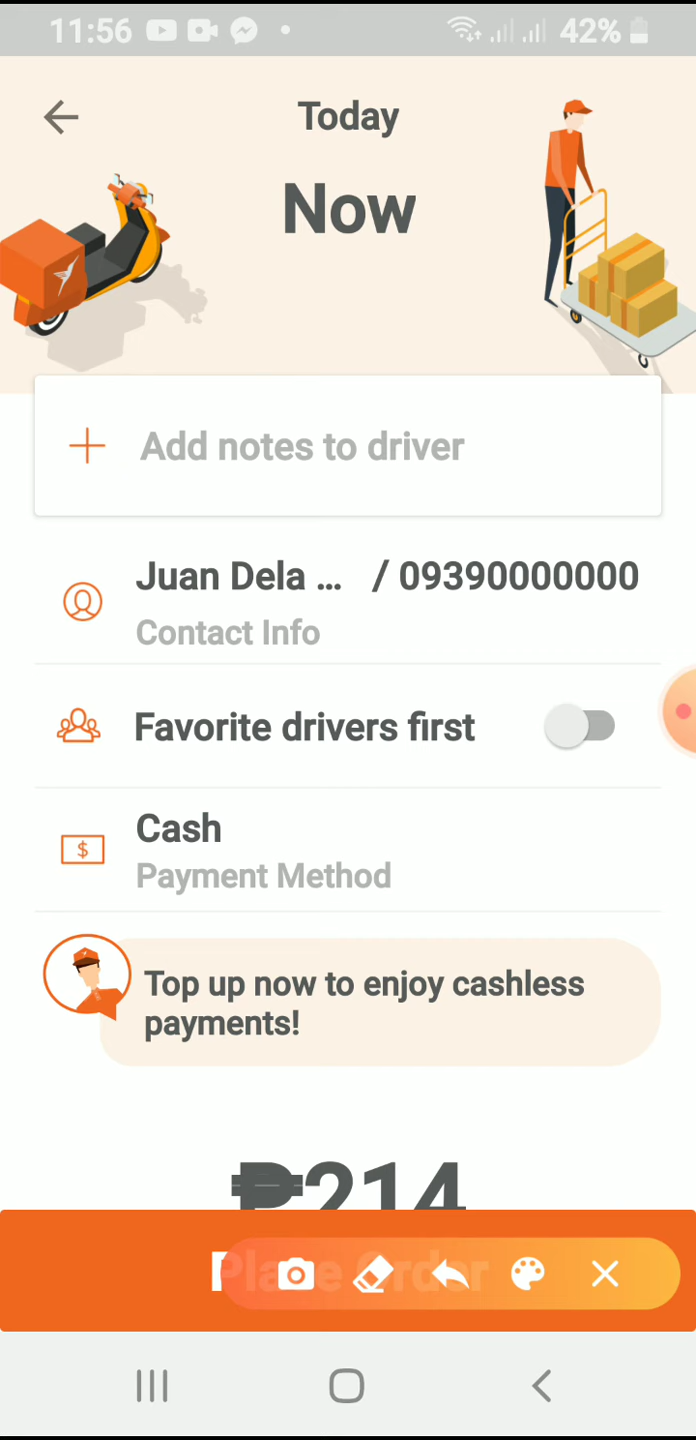 11:56 42%
Today
Now
Add notes to driver
Juan Dela ... / 09390000000
Contact Info
Favorite drivers first
$ Cash
Payment Method
Top up now to enjoy cashless
payments!
₱214
Place Order